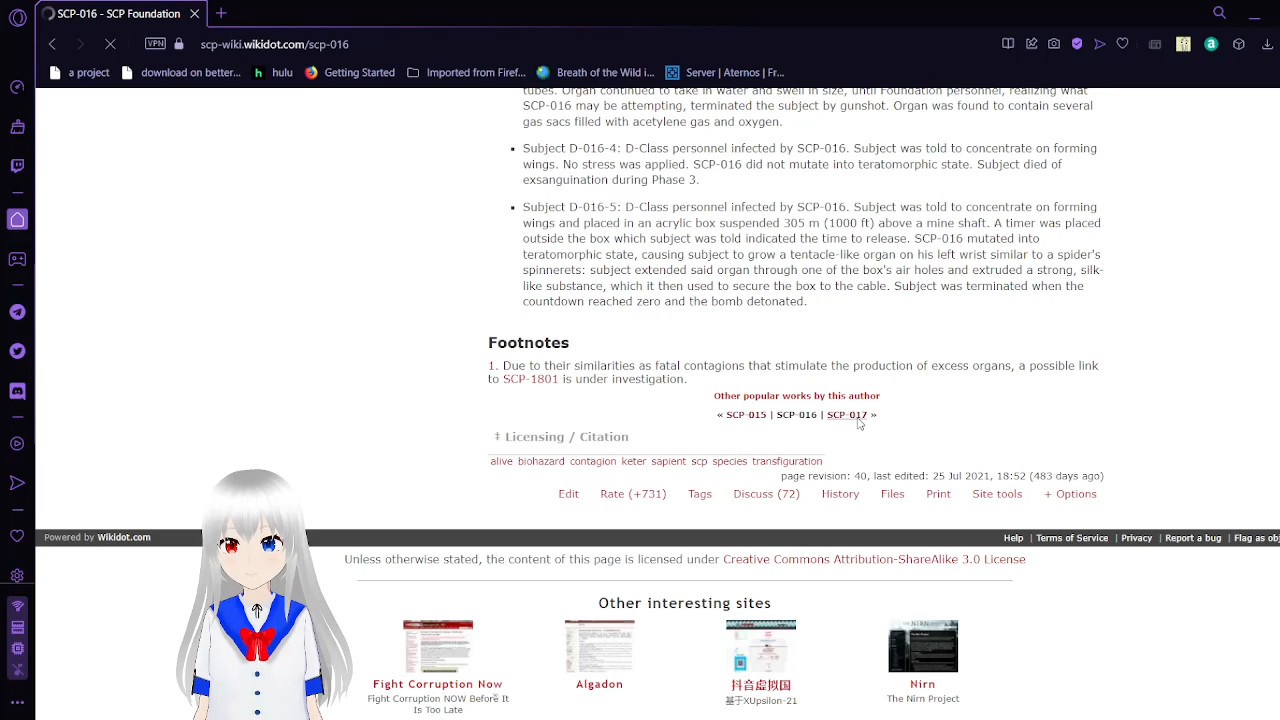 SCP-016 - SCP Foundation
VPN
scp-wiki.wikidot.com/scp-016
a project
download on better...
h
hulu
Getting Started
Imported from Firef...
Breath of the Wild i...
Server | Aternos | Fr...
tubes. Organ continued to take in water and swell in size, until Foundation personnel, realizing what
SCP-016 may be attempting, terminated the subject by gunshot. Organ was found to contain several
gas sacs filled with acetylene gas and oxygen.
Subject D-016-4: D-Class personnel infected by SCP-016. Subject was told to concentrate on forming
wings. No stress was applied. SCP-016 did not mutate into teratomorphic state. Subject died of
exsanguination during Phase 3.
Subject D-016-5: D-Class personnel infected by SCP-016. Subject was told to concentrate on forming
wings and placed in an acrylic box suspended 305 m (1000 ft) above a mine shaft. A timer was placed
outside the box which subject was told indicated the time to release. SCP-016 mutated into
teratomorphic state, causing subject to grow a tentacle-like organ on his left wrist similar to a spider's
spinnerets: subject extended said organ through one of the box's air holes and extruded a strong, silk-
like substance, which it then used to secure the box to the cable. Subject was terminated when the
countdown reached zero and the bomb detonated.
Footnotes
1. Due to their similarities as fatal contagions that stimulate the production of excess organs, a possible link
to SCP-1801 is under investigation.
Other popular works by this author
« SCP-015 | SCP-016 | SCP-017 »
‡ Licensing / Citation
alive biohazard contagion keter sapient scp species transfiguration
page revision: 40, last edited: 25 Jul 2021, 18:52 (483 days ago)
Edit Rate (+731) Tags Discuss (72) History Files Print Site tools + Options
Powered by Wikidot.com
Help | Terms of Service | Privacy | Report a bug | Flag as obj
Unless otherwise stated, the content of this page is licensed under Creative Commons Attribution-ShareAlike 3.0 License
Other interesting sites
Fight Corruption Now
Fight Corruption NOW Before It
Is Too Late
Algadon
抖音虚拟国
基于XUpsilon-21
Nirn
The Nirn Project